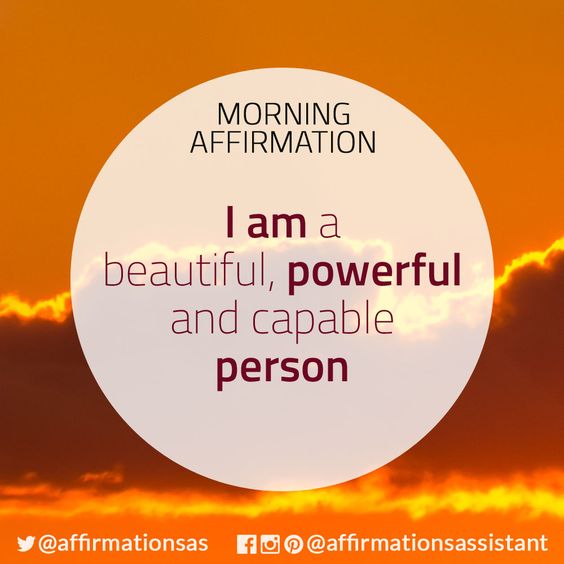 MORNING
AFFIRMATION
I am a
beautiful, powerful
and capable
person
@affirmationsas @affirmationsassistant